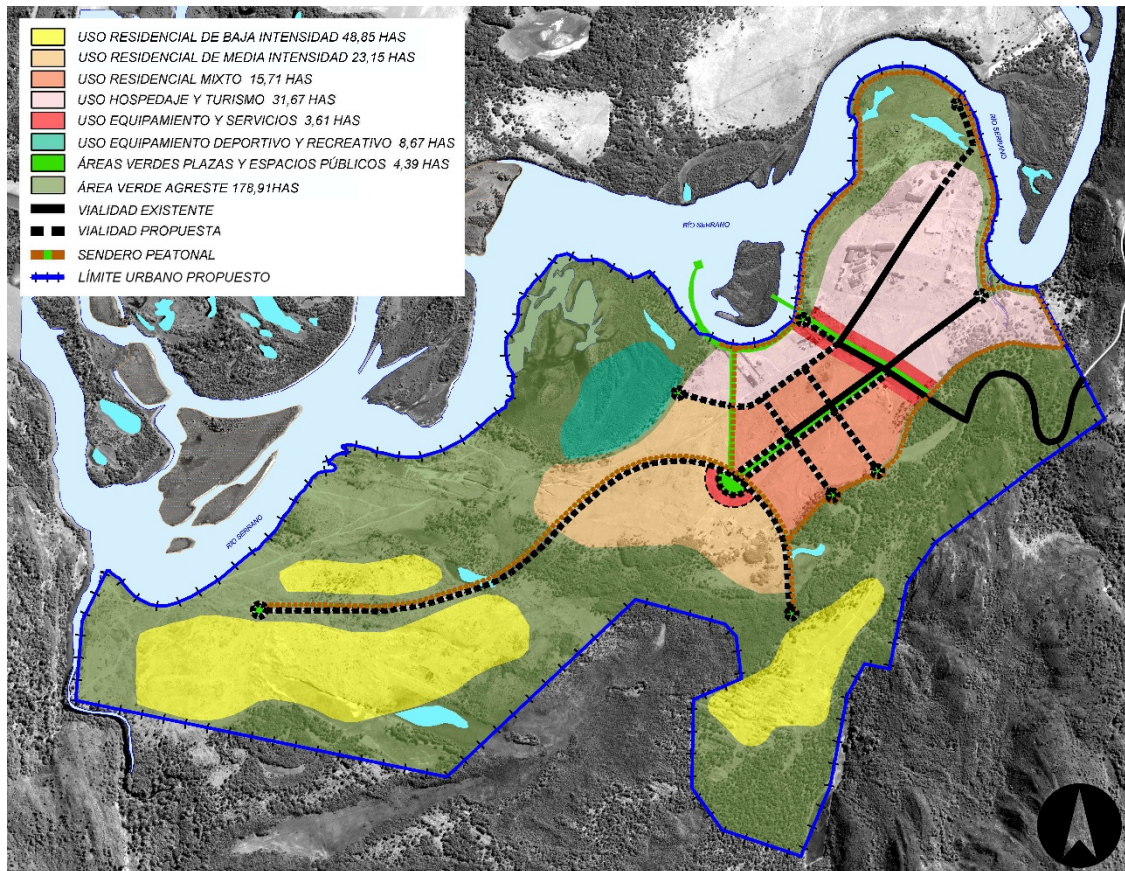 USO RESIDENCIAL DE BAJA INTENSIDAD 48,85 HAS
USO RESIDENCIAL DE MEDIA INTENSIDAD 23,15 HAS
USO RESIDENCIAL MIXTO 15,71 HAS
USO HOSPEDAJE Y TURISMO 31,67 HAS
USO EQUIPAMIENTO Y SERVICIOS 3,61 HAS
USO EQUIPAMIENTO DEPORTIVO Y RECREATIVO 8,67 HAS
ÁREAS VERDES PLAZAS Y ESPACIOS PÚBLICOS 4,39 HAS
ÁREA VERDE AGRESTE 178,91HAS
VIALIDAD EXISTENTE
VIALIDAD PROPUESTA
SENDERO PEATONAL
LÍMITE URBANO PROPUESTO
RÍO SERRANO
RÍO SERRANO
RÍO SERRANO